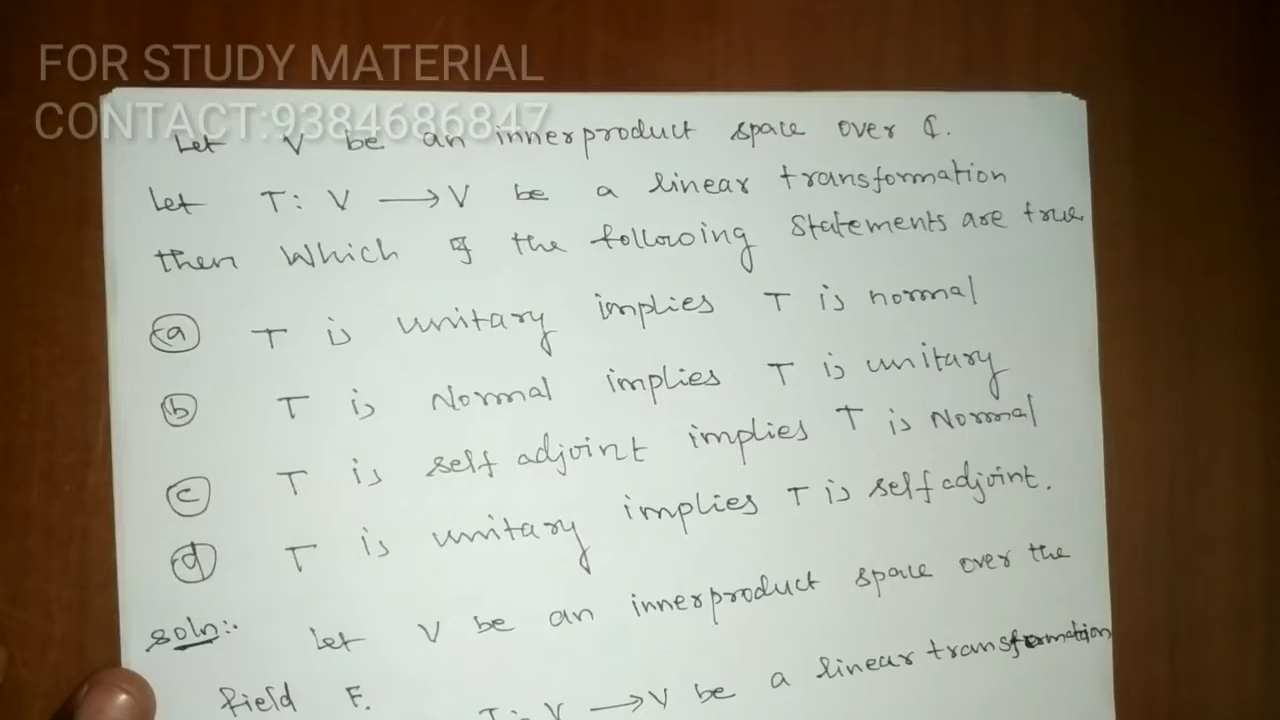 FOR STUDY MATERIAL
CONTACT:9384686847
Let V be an innerproduct space over ℂ.
Let T: V ⟶ V be a linear transformation
then Which of the following Statements are true
(a) T is unitary implies T is normal
(b) T is Normal implies T is unitary
(c) T is self adjoint implies T is Normal
(d) T is unitary implies T is selfadjoint.
Soln:. Let V be an innerproduct space over the
field F.
T: V ⟶ V be a linear transformation